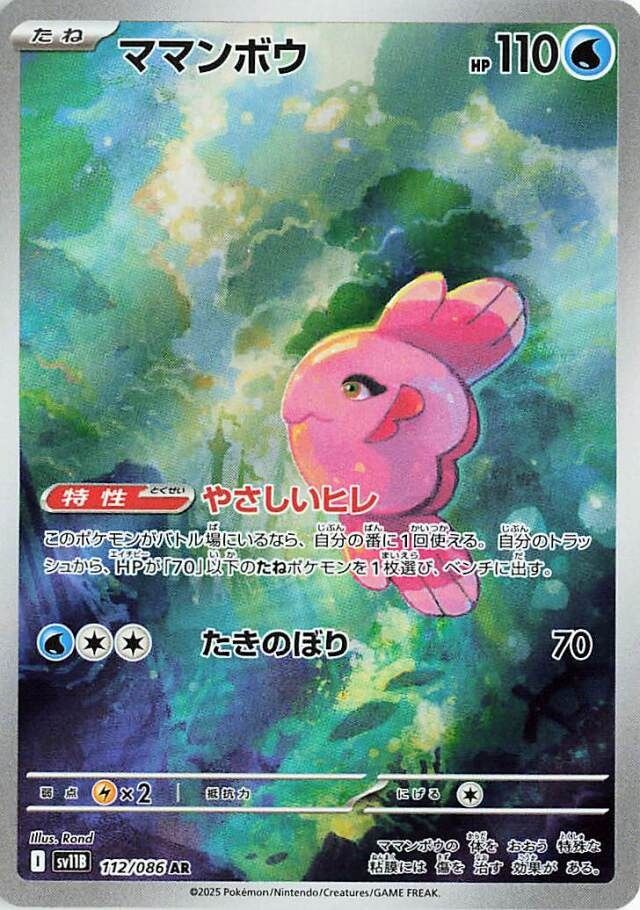 たね ママンボウ HP110
特性 とくせい やさしいヒレ
このポケモンがバトル場にいるなら、自分の番に1回使える。自分のトラッ
シュから、HPが「70」以下のたねポケモンを1枚選び、ベンチに出す。
たきのぼり 70
弱点 ×2 抵抗力 にげる
Illus. Rond
I sv11B 112/086 AR
ママンボウの 体を おおう 特殊な
粘膜には 傷を 治す 効果が ある。
©2025 Pokémon/Nintendo/Creatures/GAME FREAK.